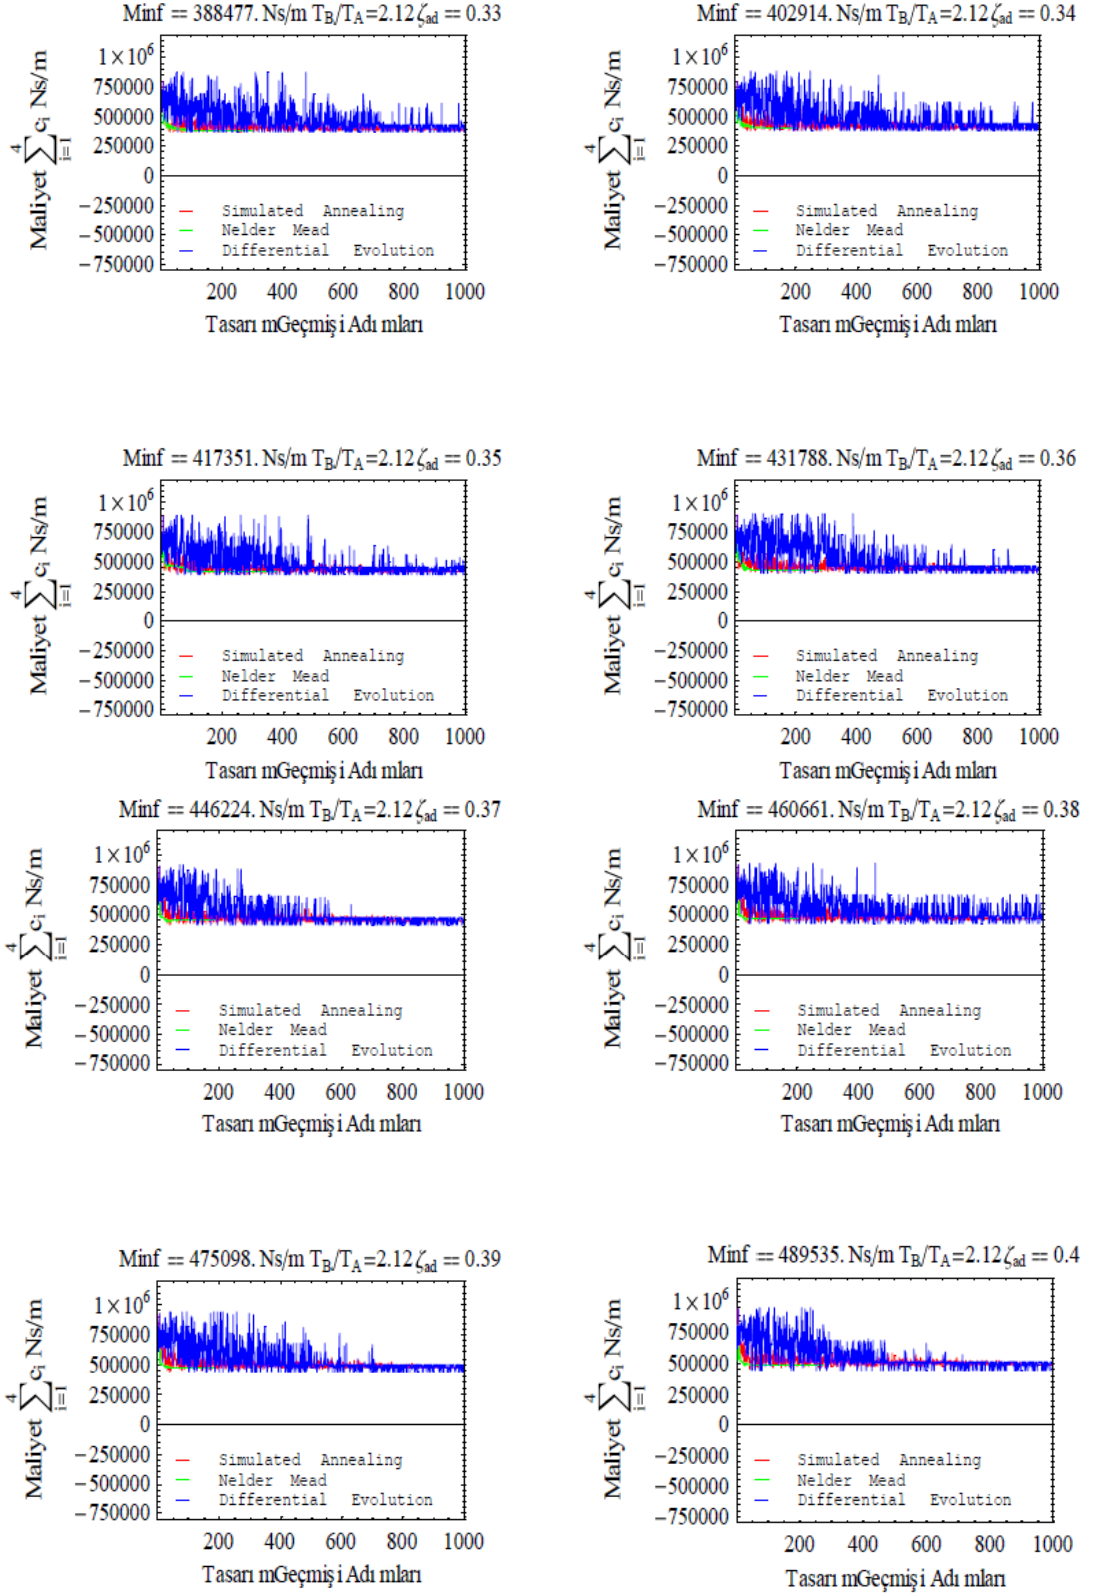 Minf == 388477. Ns/m T_B/T_A=2.12 ζ_ad == 0.33
Maliyet ∑_{i=1}^{4} c_i Ns/m
1×10^6
750000
500000
250000
0
−250000
−500000
−750000
Simulated Annealing
Nelder Mead
Differential Evolution
200 400 600 800 1000
Tasarı mGeçmiş i Adı mları
Minf == 402914. Ns/m T_B/T_A=2.12 ζ_ad == 0.34
Maliyet ∑_{i=1}^{4} c_i Ns/m
1×10^6
750000
500000
250000
0
−250000
−500000
−750000
Simulated Annealing
Nelder Mead
Differential Evolution
200 400 600 800 1000
Tasarı mGeçmiş i Adı mları
Minf == 417351. Ns/m T_B/T_A=2.12 ζ_ad == 0.35
Maliyet ∑_{i=1}^{4} c_i Ns/m
1×10^6
750000
500000
250000
0
−250000
−500000
−750000
Simulated Annealing
Nelder Mead
Differential Evolution
200 400 600 800 1000
Tasarı mGeçmiş i Adı mları
Minf == 431788. Ns/m T_B/T_A=2.12 ζ_ad == 0.36
Maliyet ∑_{i=1}^{4} c_i Ns/m
1×10^6
750000
500000
250000
0
−250000
−500000
−750000
Simulated Annealing
Nelder Mead
Differential Evolution
200 400 600 800 1000
Tasarı mGeçmiş i Adı mları
Minf == 446224. Ns/m T_B/T_A=2.12 ζ_ad == 0.37
Maliyet ∑_{i=1}^{4} c_i Ns/m
1×10^6
750000
500000
250000
0
−250000
−500000
−750000
Simulated Annealing
Nelder Mead
Differential Evolution
200 400 600 800 1000
Tasarı mGeçmiş i Adı mları
Minf == 460661. Ns/m T_B/T_A=2.12 ζ_ad == 0.38
Maliyet ∑_{i=1}^{4} c_i Ns/m
1×10^6
750000
500000
250000
0
−250000
−500000
−750000
Simulated Annealing
Nelder Mead
Differential Evolution
200 400 600 800 1000
Tasarı mGeçmiş i Adı mları
Minf == 475098. Ns/m T_B/T_A=2.12 ζ_ad == 0.39
Maliyet ∑_{i=1}^{4} c_i Ns/m
1×10^6
750000
500000
250000
0
−250000
−500000
−750000
Simulated Annealing
Nelder Mead
Differential Evolution
200 400 600 800 1000
Tasarı mGeçmiş i Adı mları
Minf == 489535. Ns/m T_B/T_A=2.12 ζ_ad == 0.4
Maliyet ∑_{i=1}^{4} c_i Ns/m
1×10^6
750000
500000
250000
0
−250000
−500000
−750000
Simulated Annealing
Nelder Mead
Differential Evolution
200 400 600 800 1000
Tasarı mGeçmiş i Adı mları